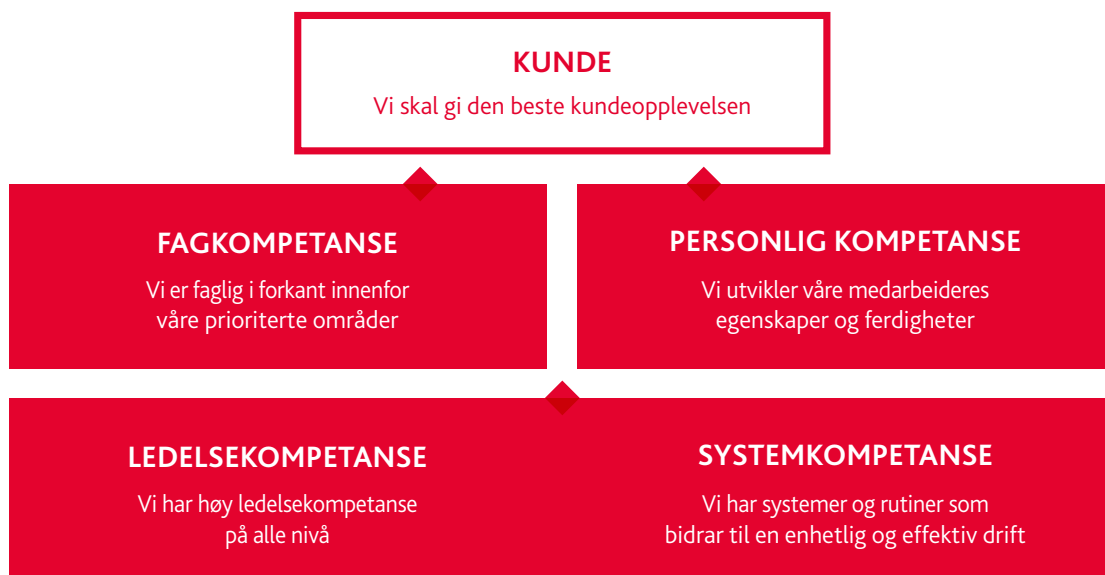 KUNDE
Vi skal gi den beste kundeopplevelsen
FAGKOMPETANSE
Vi er faglig i forkant innenfor
våre prioriterte områder
PERSONLIG KOMPETANSE
Vi utvikler våre medarbeideres
egenskaper og ferdigheter
LEDELSEKOMPETANSE
Vi har høy ledelsekompetanse
på alle nivå
SYSTEMKOMPETANSE
Vi har systemer og rutiner som
bidrar til en enhetlig og effektiv drift